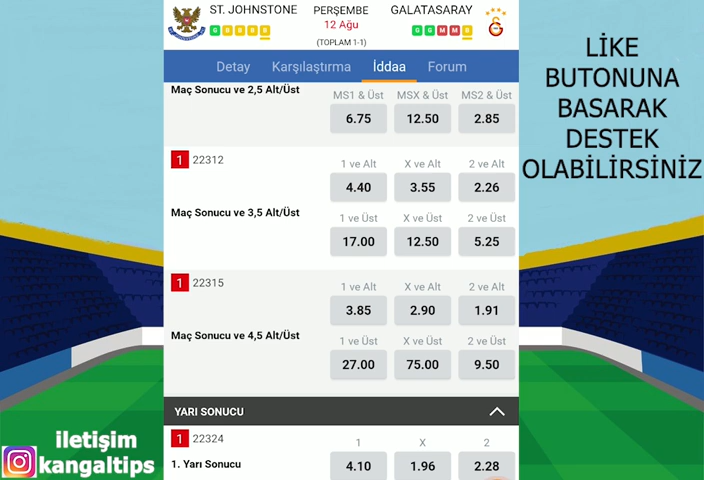 ST. JOHNSTONE
PERŞEMBE
GALATASARAY
12 Ağu
G B B B B
G G M M B
(TOPLAM 1-1)
Detay Karşılaştırma İddaa Forum
Maç Sonucu ve 2,5 Alt/Üst
MS1 & Üst MSX & Üst MS2 & Üst
6.75 12.50 2.85
1 22312
1 ve Alt X ve Alt 2 ve Alt
4.40 3.55 2.26
Maç Sonucu ve 3,5 Alt/Üst
1 ve Üst X ve Üst 2 ve Üst
17.00 12.50 5.25
1 22315
1 ve Alt X ve Alt 2 ve Alt
3.85 2.90 1.91
Maç Sonucu ve 4,5 Alt/Üst
1 ve Üst X ve Üst 2 ve Üst
27.00 75.00 9.50
YARI SONUCU
1 22324
1 X 2
1. Yarı Sonucu
4.10 1.96 2.28
LİKE
BUTONUNA
BASARAK
DESTEK
OLABİLİRSİNİZ
iletişim
kangaltips